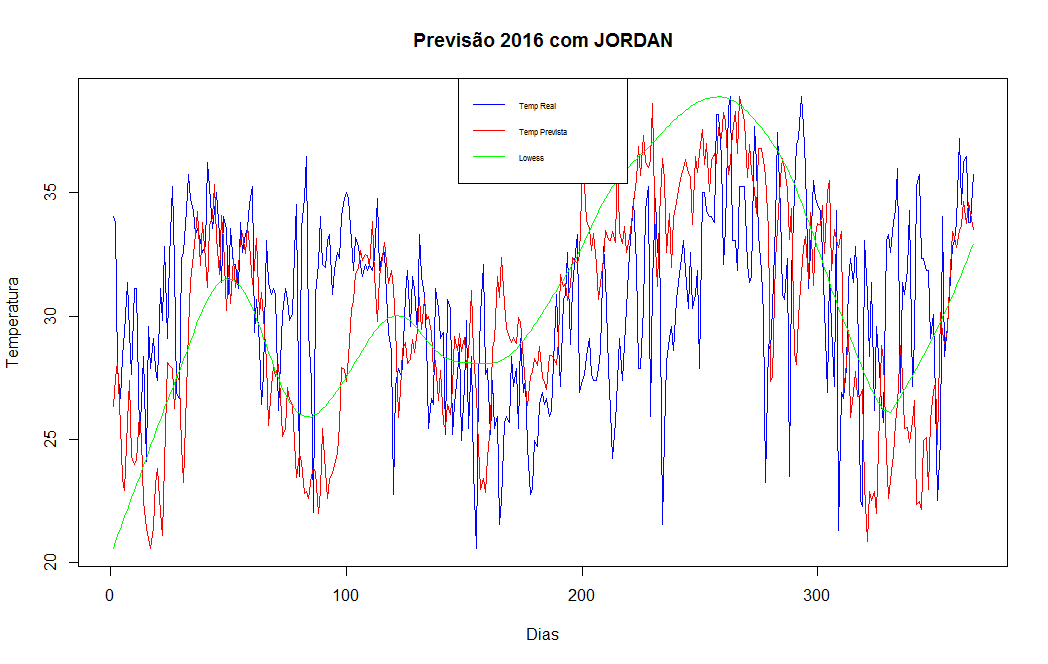 Previsão 2016 com JORDAN
Temp Real
Temp Prevista
Lowess
Temperatura
35
30
25
20
0 100 200 300
Dias